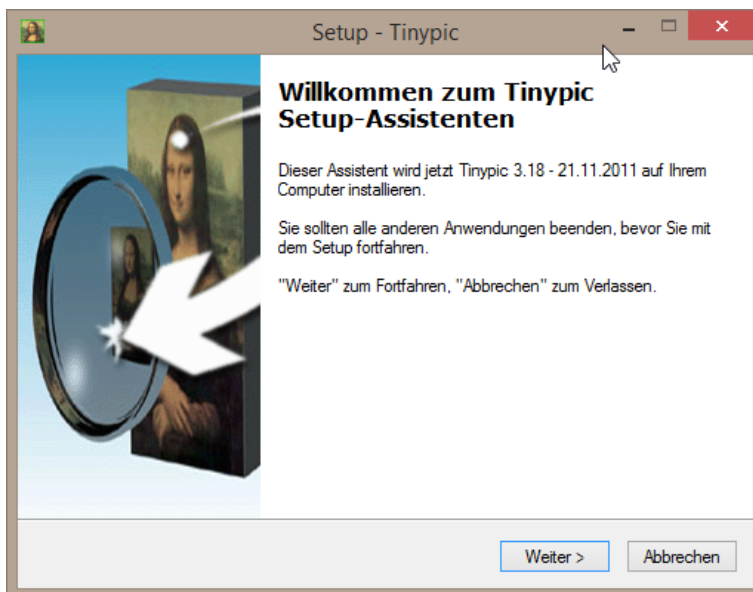 Setup - Tinypic
Willkommen zum Tinypic
Setup-Assistenten
Dieser Assistent wird jetzt Tinypic 3.18 - 21.11.2011 auf Ihrem
Computer installieren.
Sie sollten alle anderen Anwendungen beenden, bevor Sie mit
dem Setup fortfahren.
"Weiter" zum Fortfahren, "Abbrechen" zum Verlassen.
Weiter >
Abbrechen